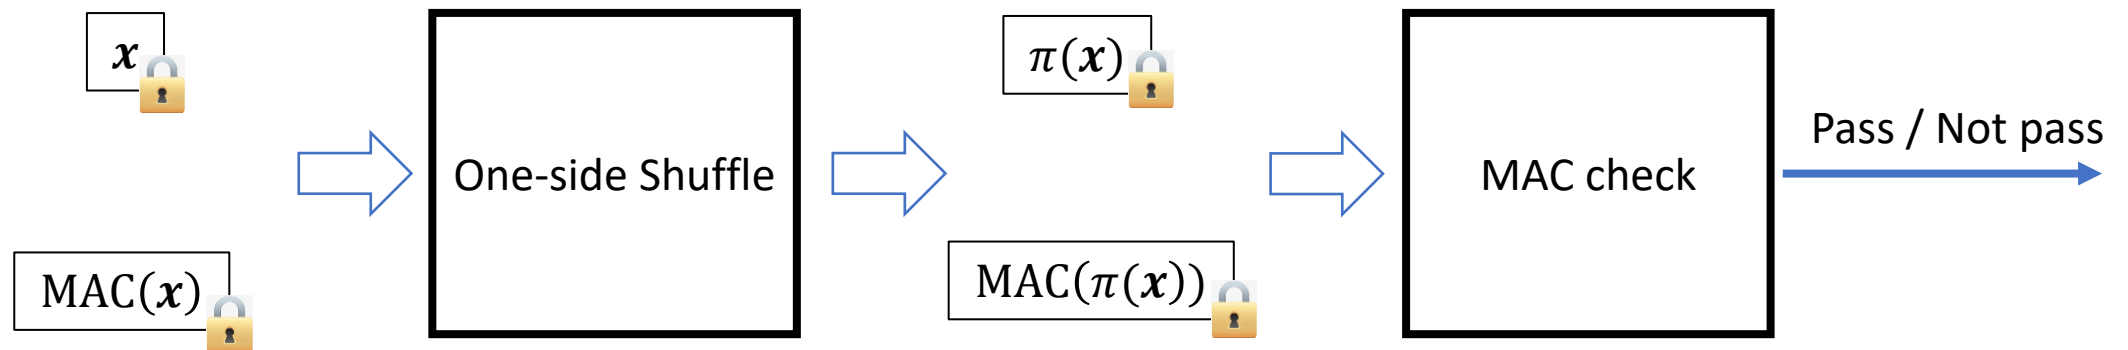 x
MAC(x)
One-side Shuffle
π(x)
MAC(π(x))
MAC check
Pass / Not pass